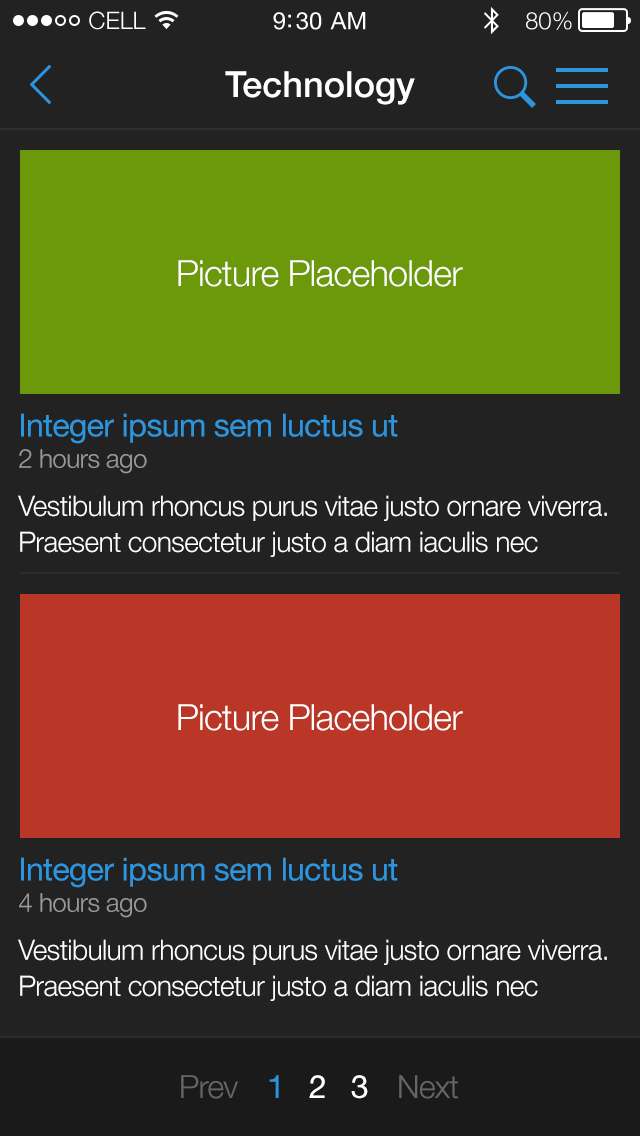 CELL 9:30 AM 80%
Technology
Picture Placeholder
Integer ipsum sem luctus ut
2 hours ago
Vestibulum rhoncus purus vitae justo ornare viverra.
Praesent consectetur justo a diam iaculis nec
Picture Placeholder
Integer ipsum sem luctus ut
4 hours ago
Vestibulum rhoncus purus vitae justo ornare viverra.
Praesent consectetur justo a diam iaculis nec
Prev 1 2 3 Next